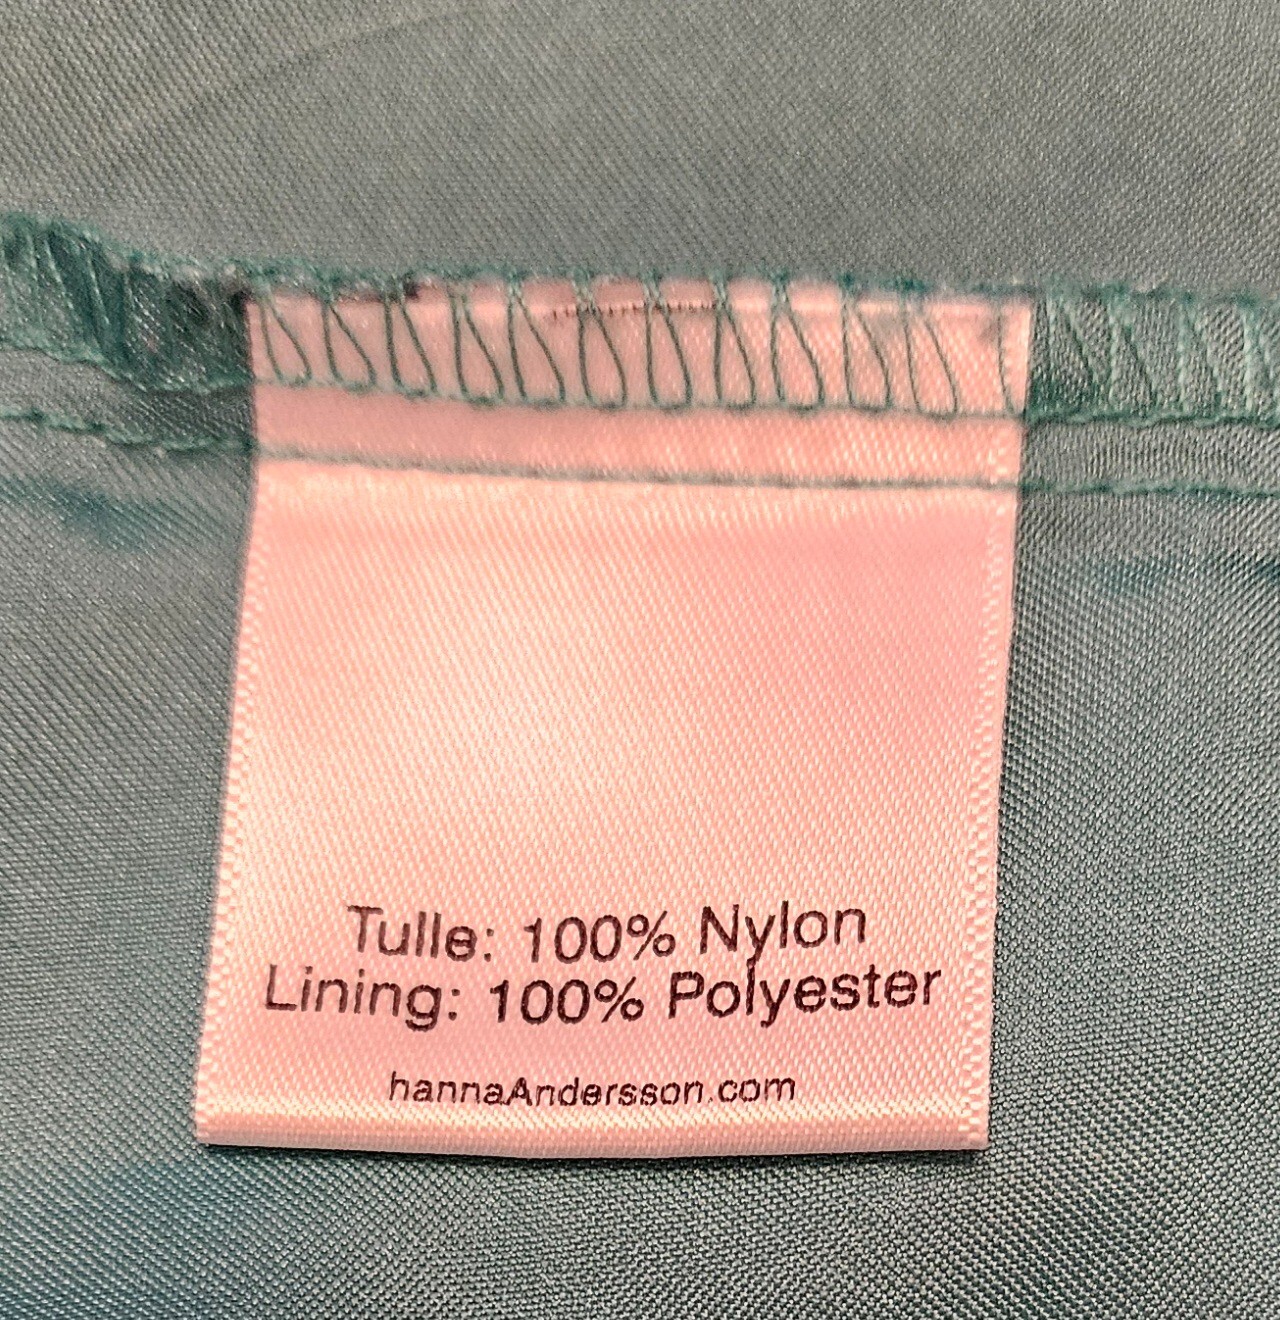 Tulle: 100% Nylon
Lining: 100% Polyester
hannaAndersson.com